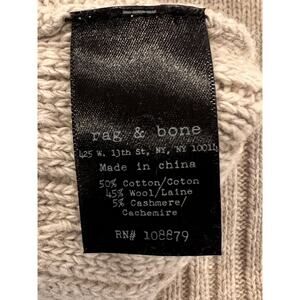 rag & bone
425 W. 13th St, NY, NY 10014
Made in china
50% Cotton/Coton
45% Wool/Laine
5% Cashmere/
Cachemire
RN# 108879